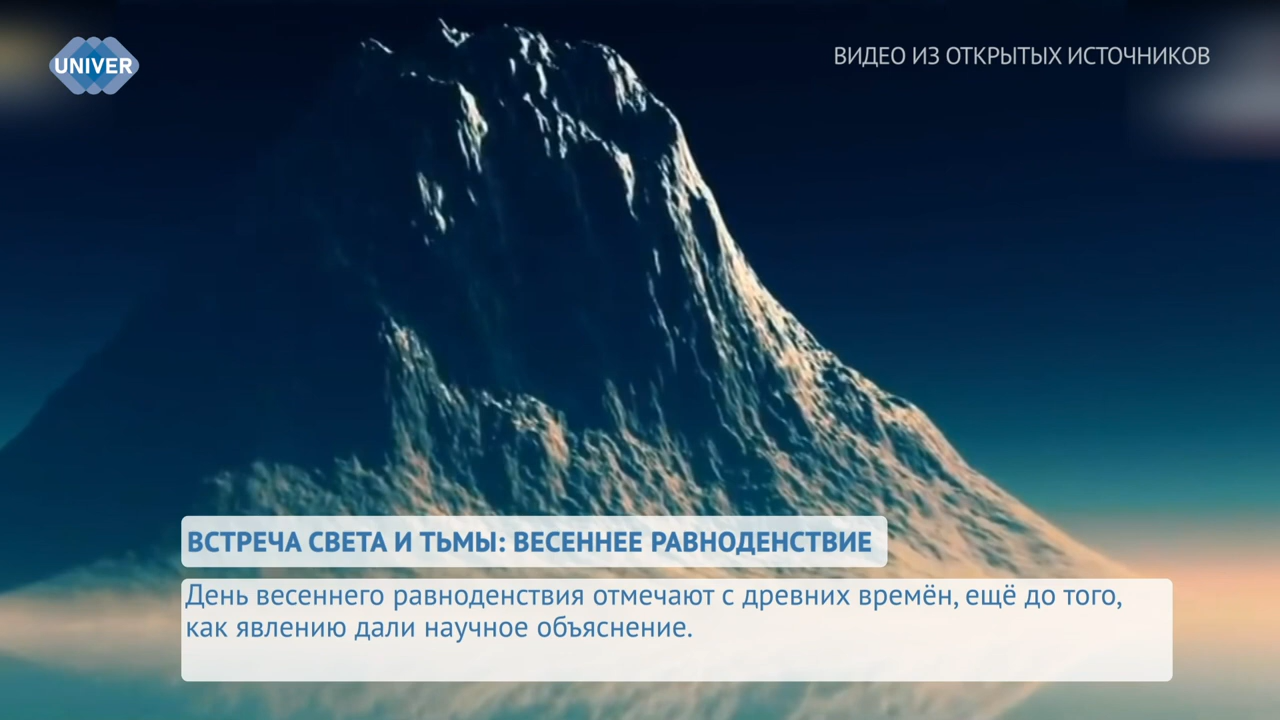 UNIVER
ВИДЕО ИЗ ОТКРЫТЫХ ИСТОЧНИКОВ
ВСТРЕЧА СВЕТА И ТЬМЫ: ВЕСЕННЕЕ РАВНОДЕНСТВИЕ
День весеннего равноденствия отмечают с древних времён, ещё до того,
как явлению дали научное объяснение.